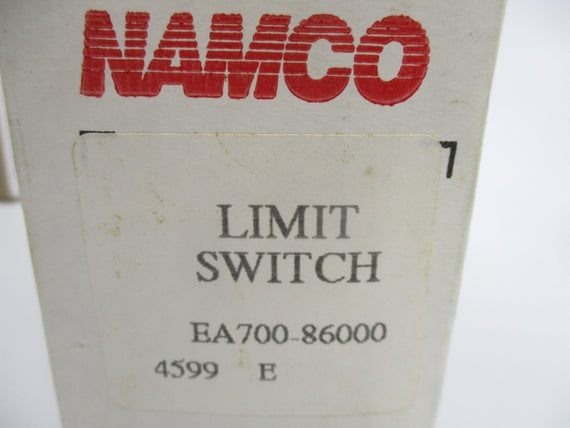 NAMCO
LIMIT
SWITCH
EA700-86000
4599 E